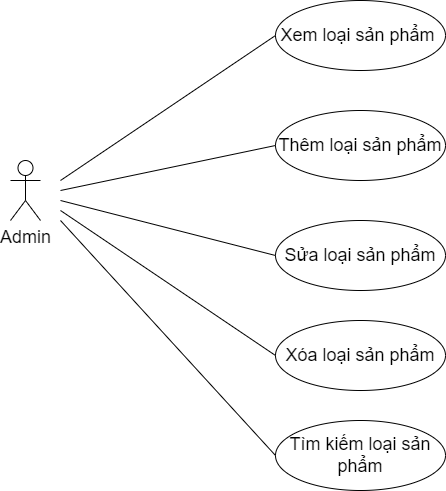 Xem loại sản phẩm
Thêm loại sản phẩm
Admin
Sửa loại sản phẩm
Xóa loại sản phẩm
Tìm kiếm loại sản
phẩm